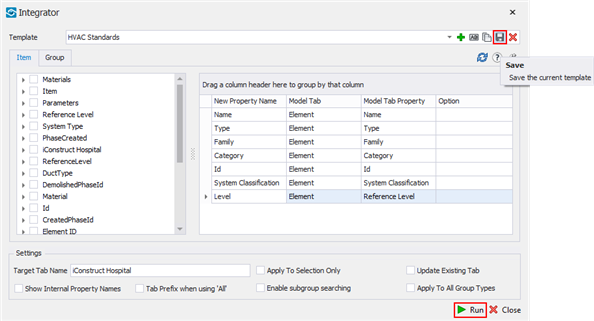 Integrator
Template HVAC Standards
Item Group
Save
Save the current template
Materials
Item
Parameters
Reference Level
System Type
PhaseCreated
iConstruct Hospital
ReferenceLevel
DuctType
DemolishedPhaseId
Material
Id
CreatedPhaseId
Element ID
Drag a column header here to group by that column
New Property Name Model Tab Model Tab Property Option
Name Element Name
Type Element Type
Family Element Family
Category Element Category
Id Element Id
System Classification Element System Classification
Level Element Reference Level
Settings
Target Tab Name iConstruct Hospital Apply To Selection Only Update Existing Tab
Show Internal Property Names Tab Prefix when using 'All' Enable subgroup searching Apply To All Group Types
Run Close